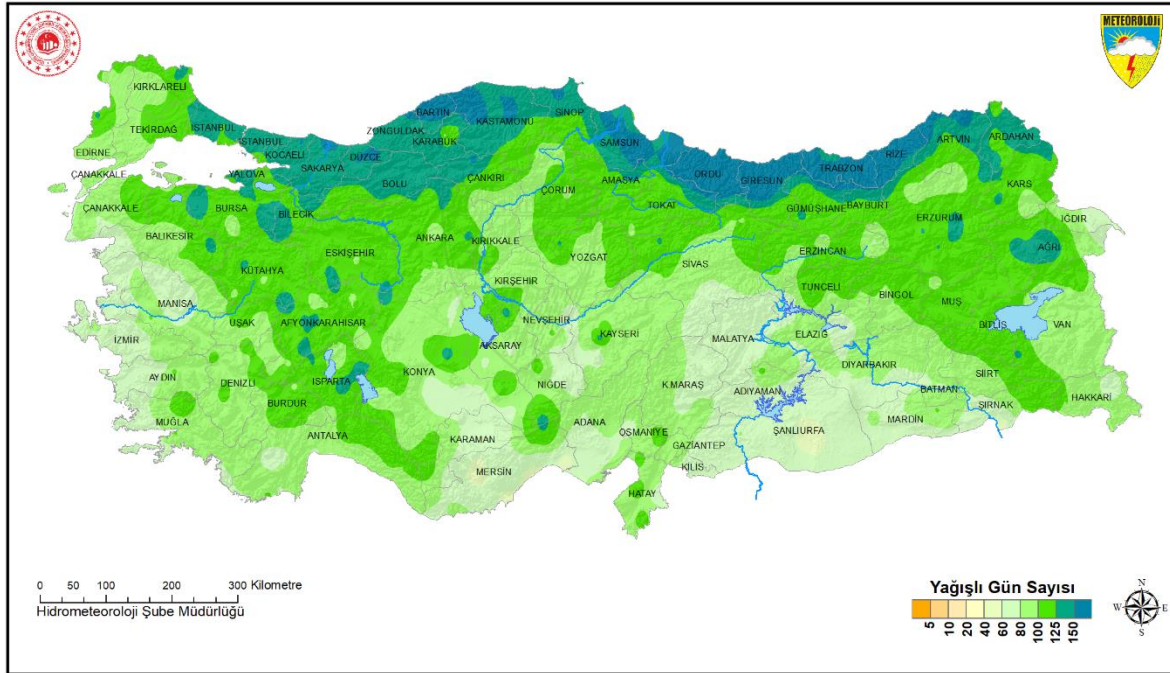 METEOROLOJİ
KIRKLARELİ
TEKİRDAĞ
İSTANBUL
EDİRNE
İSTANBUL
KOCAELİ
YALOVA
SAKARYA
DÜZCE
ZONGULDAK
BARTIN
KARABÜK
KASTAMONU
SİNOP
SAMSUN
ORDU
GİRESUN
TRABZON
RİZE
ARTVİN
ARDAHAN
ÇANAKKALE
ÇANAKKALE
BURSA
BİLECİK
BOLU
ÇANKIRI
ÇORUM
AMASYA
TOKAT
GÜMÜŞHANE
BAYBURT
ERZURUM
KARS
IĞDIR
BALIKESİR
ESKİŞEHİR
ANKARA
KIRIKKALE
YOZGAT
SİVAS
ERZİNCAN
AĞRI
KÜTAHYA
KIRŞEHİR
TUNCELİ
BİNGÖL
MUŞ
MANİSA
UŞAK
AFYONKARAHİSAR
NEVŞEHİR
KAYSERİ
MALATYA
ELAZIĞ
BİTLİS
VAN
İZMİR
AKSARAY
DİYARBAKIR
SİİRT
AYDIN
DENİZLİ
ISPARTA
KONYA
NİĞDE
K.MARAŞ
ADIYAMAN
BATMAN
ŞIRNAK
HAKKARİ
BURDUR
MUĞLA
ANTALYA
KARAMAN
ADANA
OSMANİYE
GAZİANTEP
ŞANLIURFA
MARDİN
MERSİN
KİLİS
HATAY
0 50 100 200 300 Kilometre
Hidrometeoroloji Şube Müdürlüğü
Yağışlı Gün Sayısı
5 10 20 40 60 80 100 125 150
N
W E
S